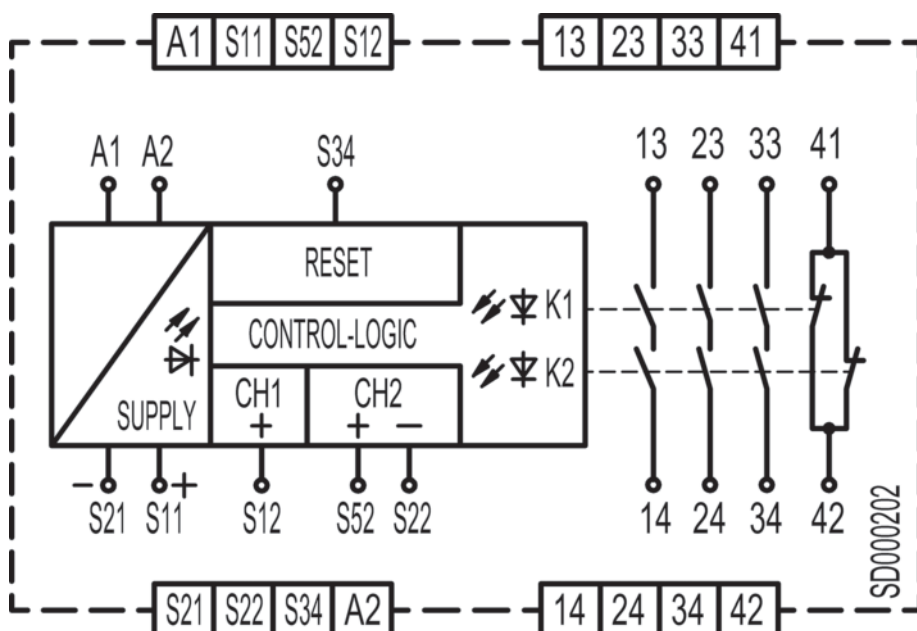 A1 S11 S52 S12 13 23 33 41
A1 A2 S34 13 23 33 41
RESET
K1
CONTROL-LOGIC
K2
CH1 CH2
SUPPLY + + −
− S21 S11 + S12 S52 S22 14 24 34 42
SD000202
S21 S22 S34 A2 14 24 34 42